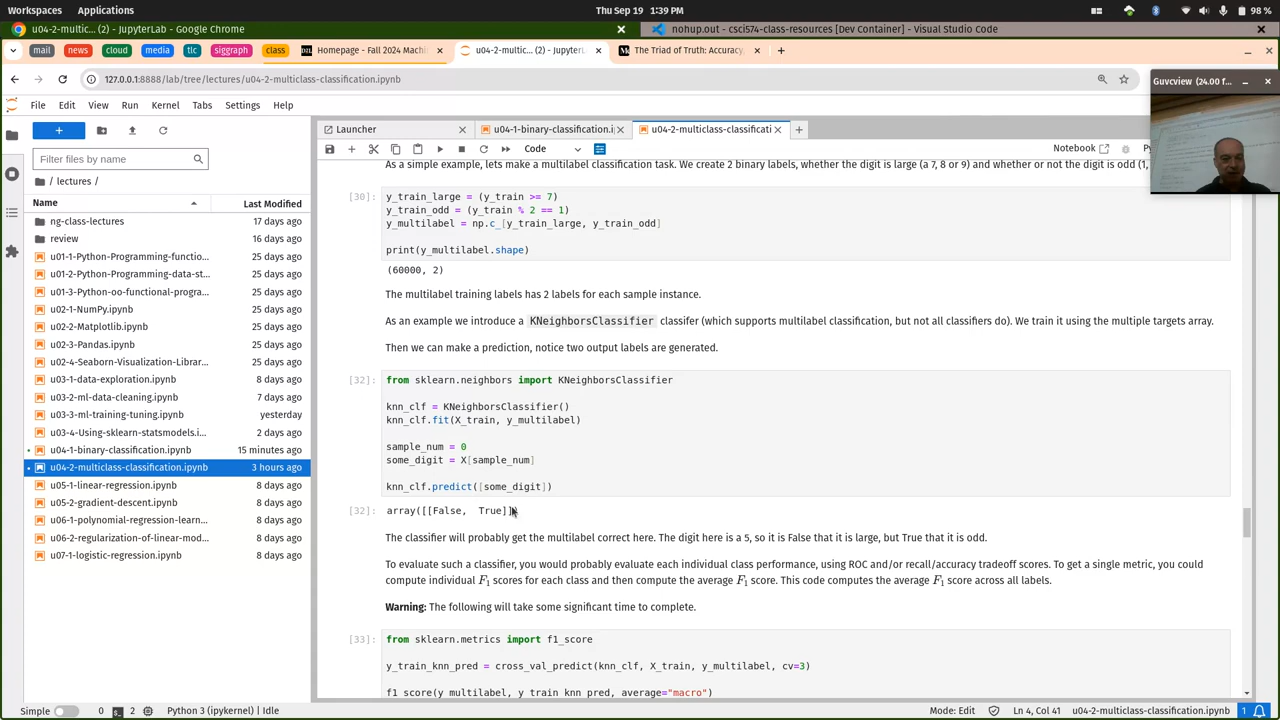 Workspaces Applications Thu Sep 19 1:39 PM 98 %
u04-2-multic... (2) - JupyterLab - Google Chrome nohup.out - csci574-class-resources [Dev Container] - Visual Studio Code
mail news cloud media tlc siggraph class Homepage - Fall 2024 Machi u04-2-multic... (2) - JupyterL The Triad of Truth: Accuracy,
127.0.0.1:8888/lab/tree/lectures/u04-2-multiclass-classification.ipynb
Guvcview (24.00 f...
File Edit View Run Kernel Tabs Settings Help
Launcher u04-1-binary-classification.i u04-2-multiclass-classificati
Code Notebook
Filter files by name
/ lectures /
Name Last Modified
ng-class-lectures 17 days ago
review 16 days ago
u01-1-Python-Programming-functio... 25 days ago
u01-2-Python-Programming-data-st... 25 days ago
u01-3-Python-oo-functional-progra... 25 days ago
u02-1-NumPy.ipynb 25 days ago
u02-2-Matplotlib.ipynb 25 days ago
u02-3-Pandas.ipynb 25 days ago
u02-4-Seaborn-Visualization-Librar... 25 days ago
u03-1-data-exploration.ipynb 8 days ago
u03-2-ml-data-cleaning.ipynb 7 days ago
u03-3-ml-training-tuning.ipynb yesterday
u03-4-Using-sklearn-statsmodels.i... 2 days ago
u04-1-binary-classification.ipynb 15 minutes ago
u04-2-multiclass-classification.ipynb 3 hours ago
u05-1-linear-regression.ipynb 8 days ago
u05-2-gradient-descent.ipynb 8 days ago
u06-1-polynomial-regression-learn... 8 days ago
u06-2-regularization-of-linear-mod... 8 days ago
u07-1-logistic-regression.ipynb 8 days ago
As a simple example, lets make a multilabel classification task. We create 2 binary labels, whether the digit is large (a 7, 8 or 9) and whether or not the digit is odd (1,
[30]: y_train_large = (y_train >= 7)
y_train_odd = (y_train % 2 == 1)
y_multilabel = np.c_[y_train_large, y_train_odd]
print(y_multilabel.shape)
(60000, 2)
The multilabel training labels has 2 labels for each sample instance.
As an example we introduce a KNeighborsClassifier classifer (which supports multilabel classification, but not all classifiers do). We train it using the multiple targets array.
Then we can make a prediction, notice two output labels are generated.
[32]: from sklearn.neighbors import KNeighborsClassifier
knn_clf = KNeighborsClassifier()
knn_clf.fit(X_train, y_multilabel)
sample_num = 0
some_digit = X[sample_num]
knn_clf.predict([some_digit])
[32]: array([[False, True]])
The classifier will probably get the multilabel correct here. The digit here is a 5, so it is False that it is large, but True that it is odd.
To evaluate such a classifier, you would probably evaluate each individual class performance, using ROC and/or recall/accuracy tradeoff scores. To get a single metric, you could
compute individual F1 scores for each class and then compute the average F1 score. This code computes the average F1 score across all labels.
Warning: The following will take some significant time to complete.
[33]: from sklearn.metrics import f1_score
y_train_knn_pred = cross_val_predict(knn_clf, X_train, y_multilabel, cv=3)
f1_score(y_multilabel, y_train_knn_pred, average="macro")
Simple 0 2 Python 3 (ipykernel) | Idle Mode: Edit Ln 4, Col 41 u04-2-multiclass-classification.ipynb 1